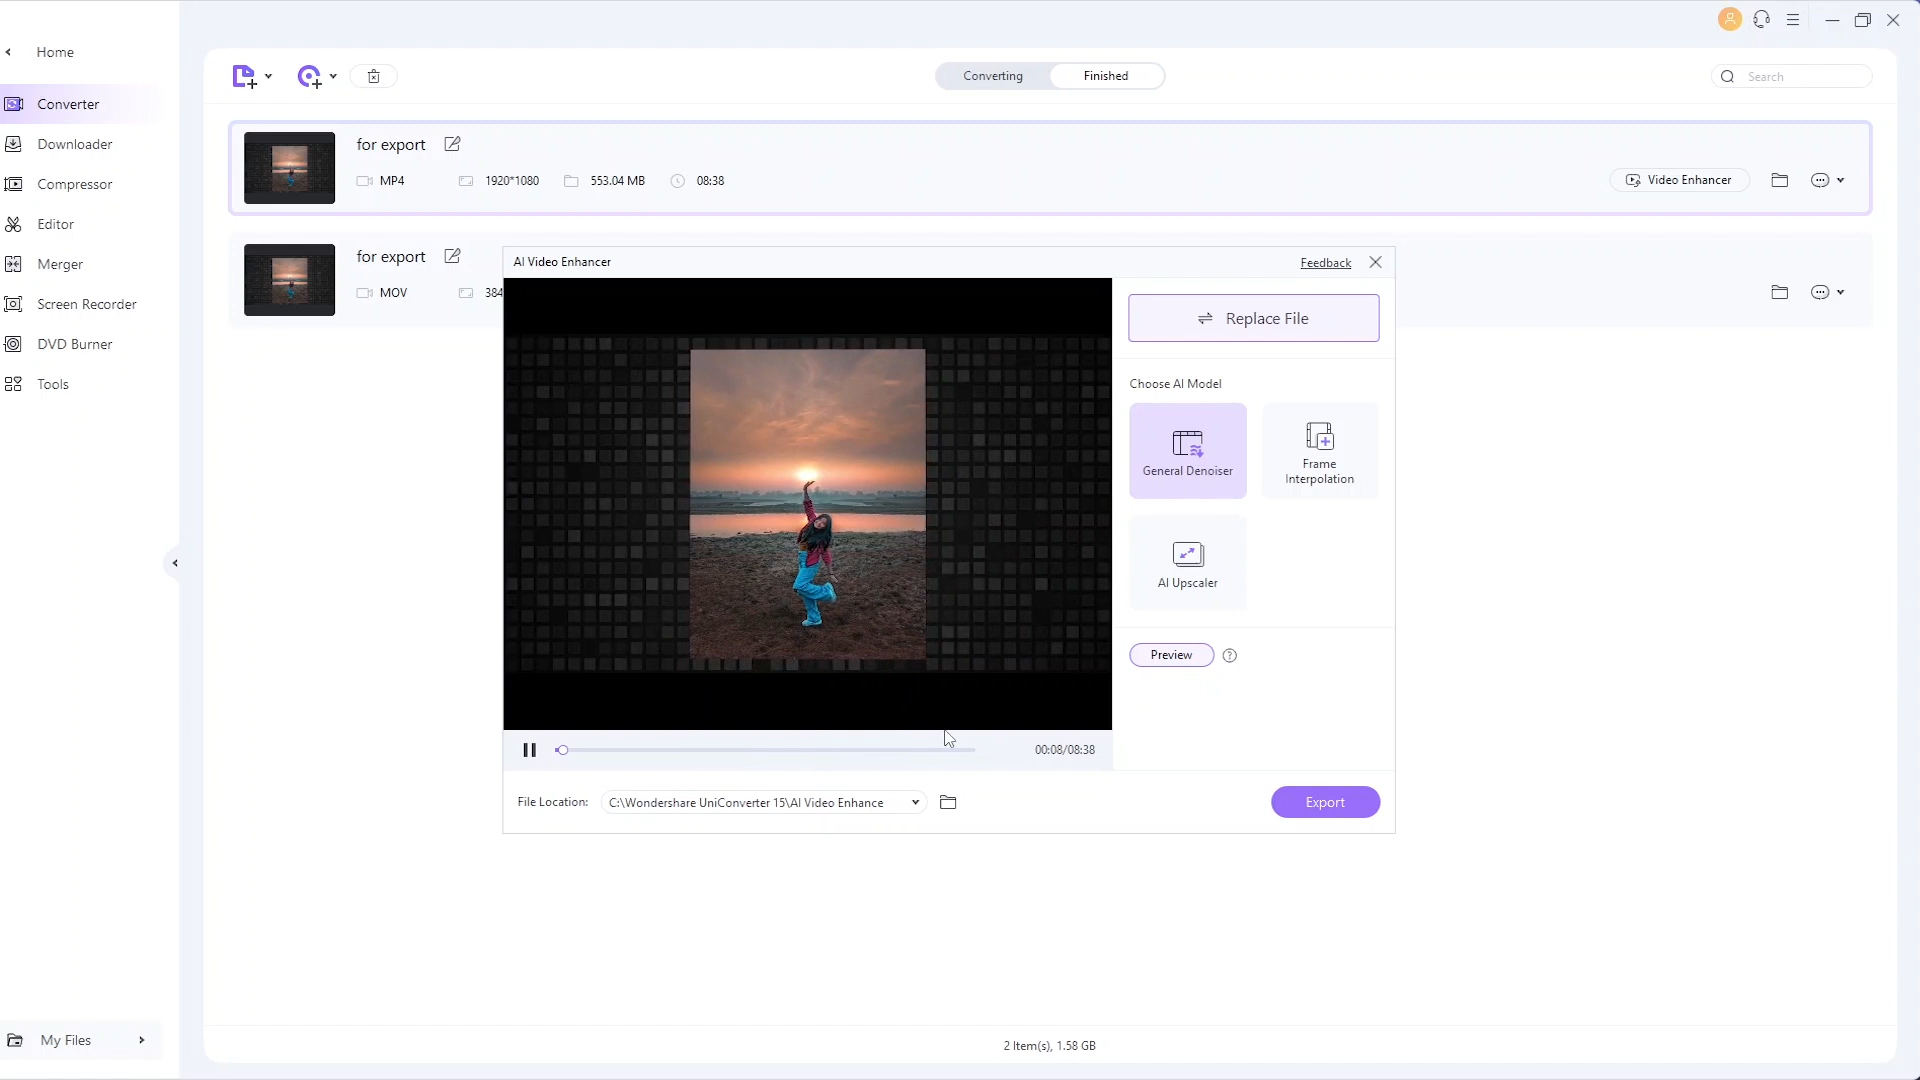 Home
Converter
Downloader
Compressor
Editor
Merger
Screen Recorder
DVD Burner
Tools
My Files
Converting
Finished
Search
for export
MP4
1920*1080
553.04 MB
08:38
Video Enhancer
for export
MOV
384
AI Video Enhancer
Feedback
Replace File
Choose AI Model
General Denoiser
Frame
Interpolation
AI Upscaler
Preview
00:08/08:38
File Location:
C:\Wondershare UniConverter 15\AI Video Enhance
Export
2 Item(s), 1.58 GB